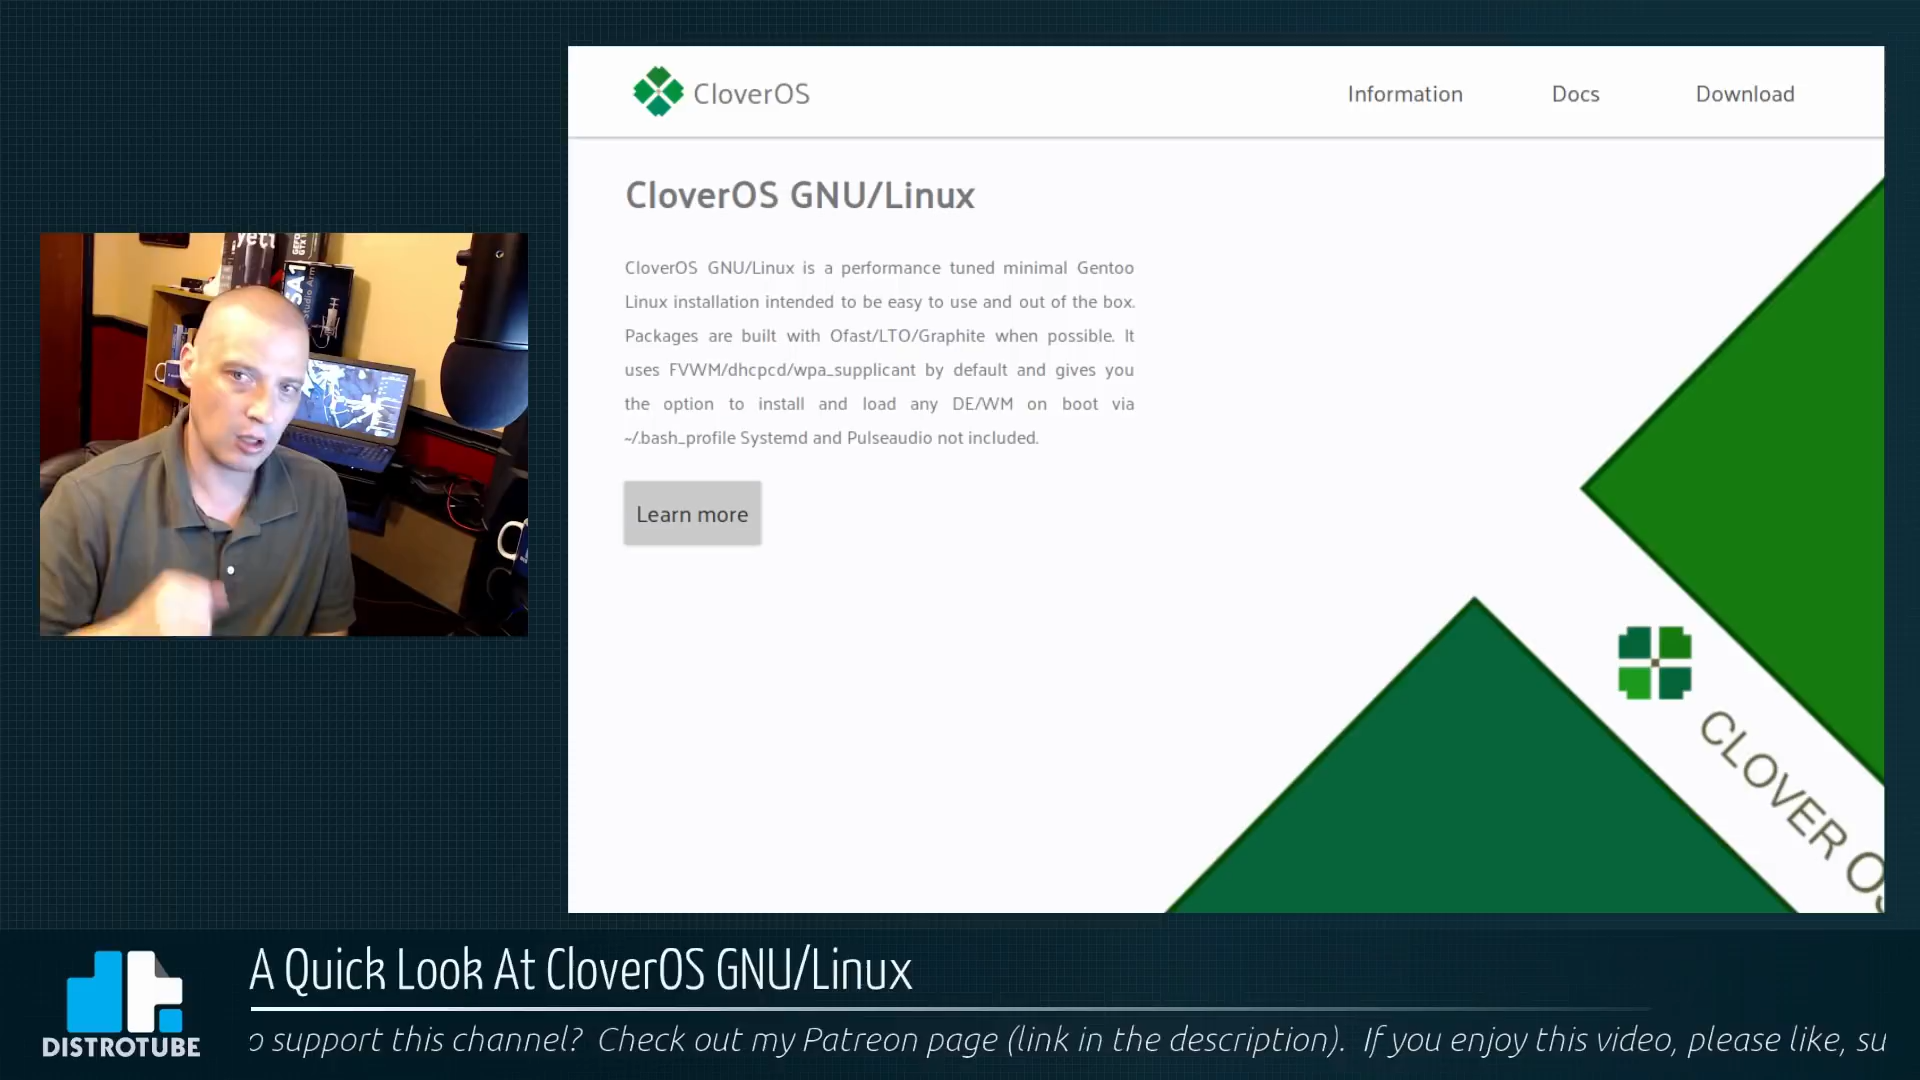 CloverOS
Information
Docs
Download
CloverOS GNU/Linux
CloverOS GNU/Linux is a performance tuned minimal Gentoo
Linux installation intended to be easy to use and out of the box.
Packages are built with Ofast/LTO/Graphite when possible. It
uses FVWM/dhcpcd/wpa_supplicant by default and gives you
the option to install and load any DE/WM on boot via
~/.bash_profile Systemd and Pulseaudio not included.
Learn more
CLOVER
yeti
Studio Arm
DISTROTUBE
A Quick Look At CloverOS GNU/Linux
support this channel? Check out my Patreon page (link in the description). If you enjoy this video, please like,